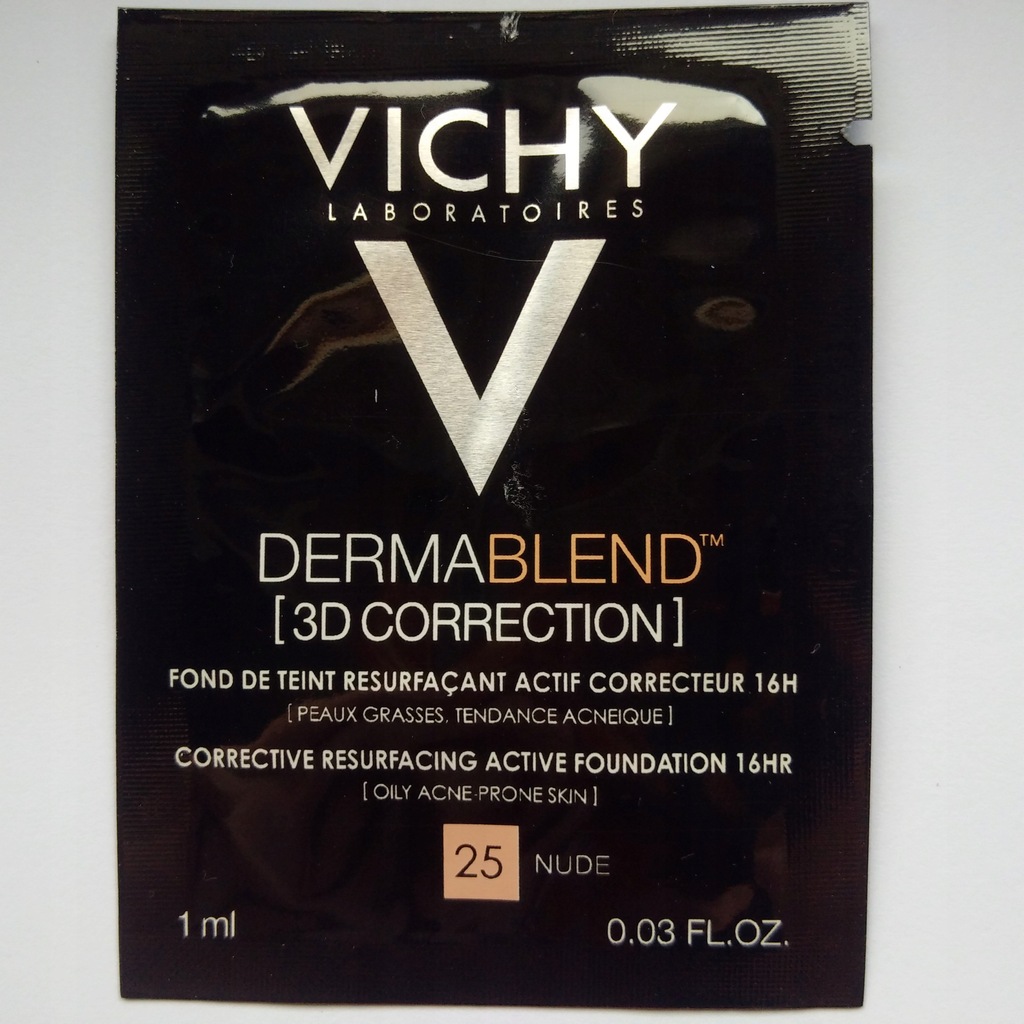 VICHY
LABORATOIRES
V
DERMABLEND™
[3D CORRECTION]
FOND DE TEINT RESURFAÇANT ACTIF CORRECTEUR 16H
[PEAUX GRASSES, TENDANCE ACNEIQUE]
CORRECTIVE RESURFACING ACTIVE FOUNDATION 16HR
[OILY ACNE-PRONE SKIN]
25 NUDE
1 ml 0.03 FL.OZ.